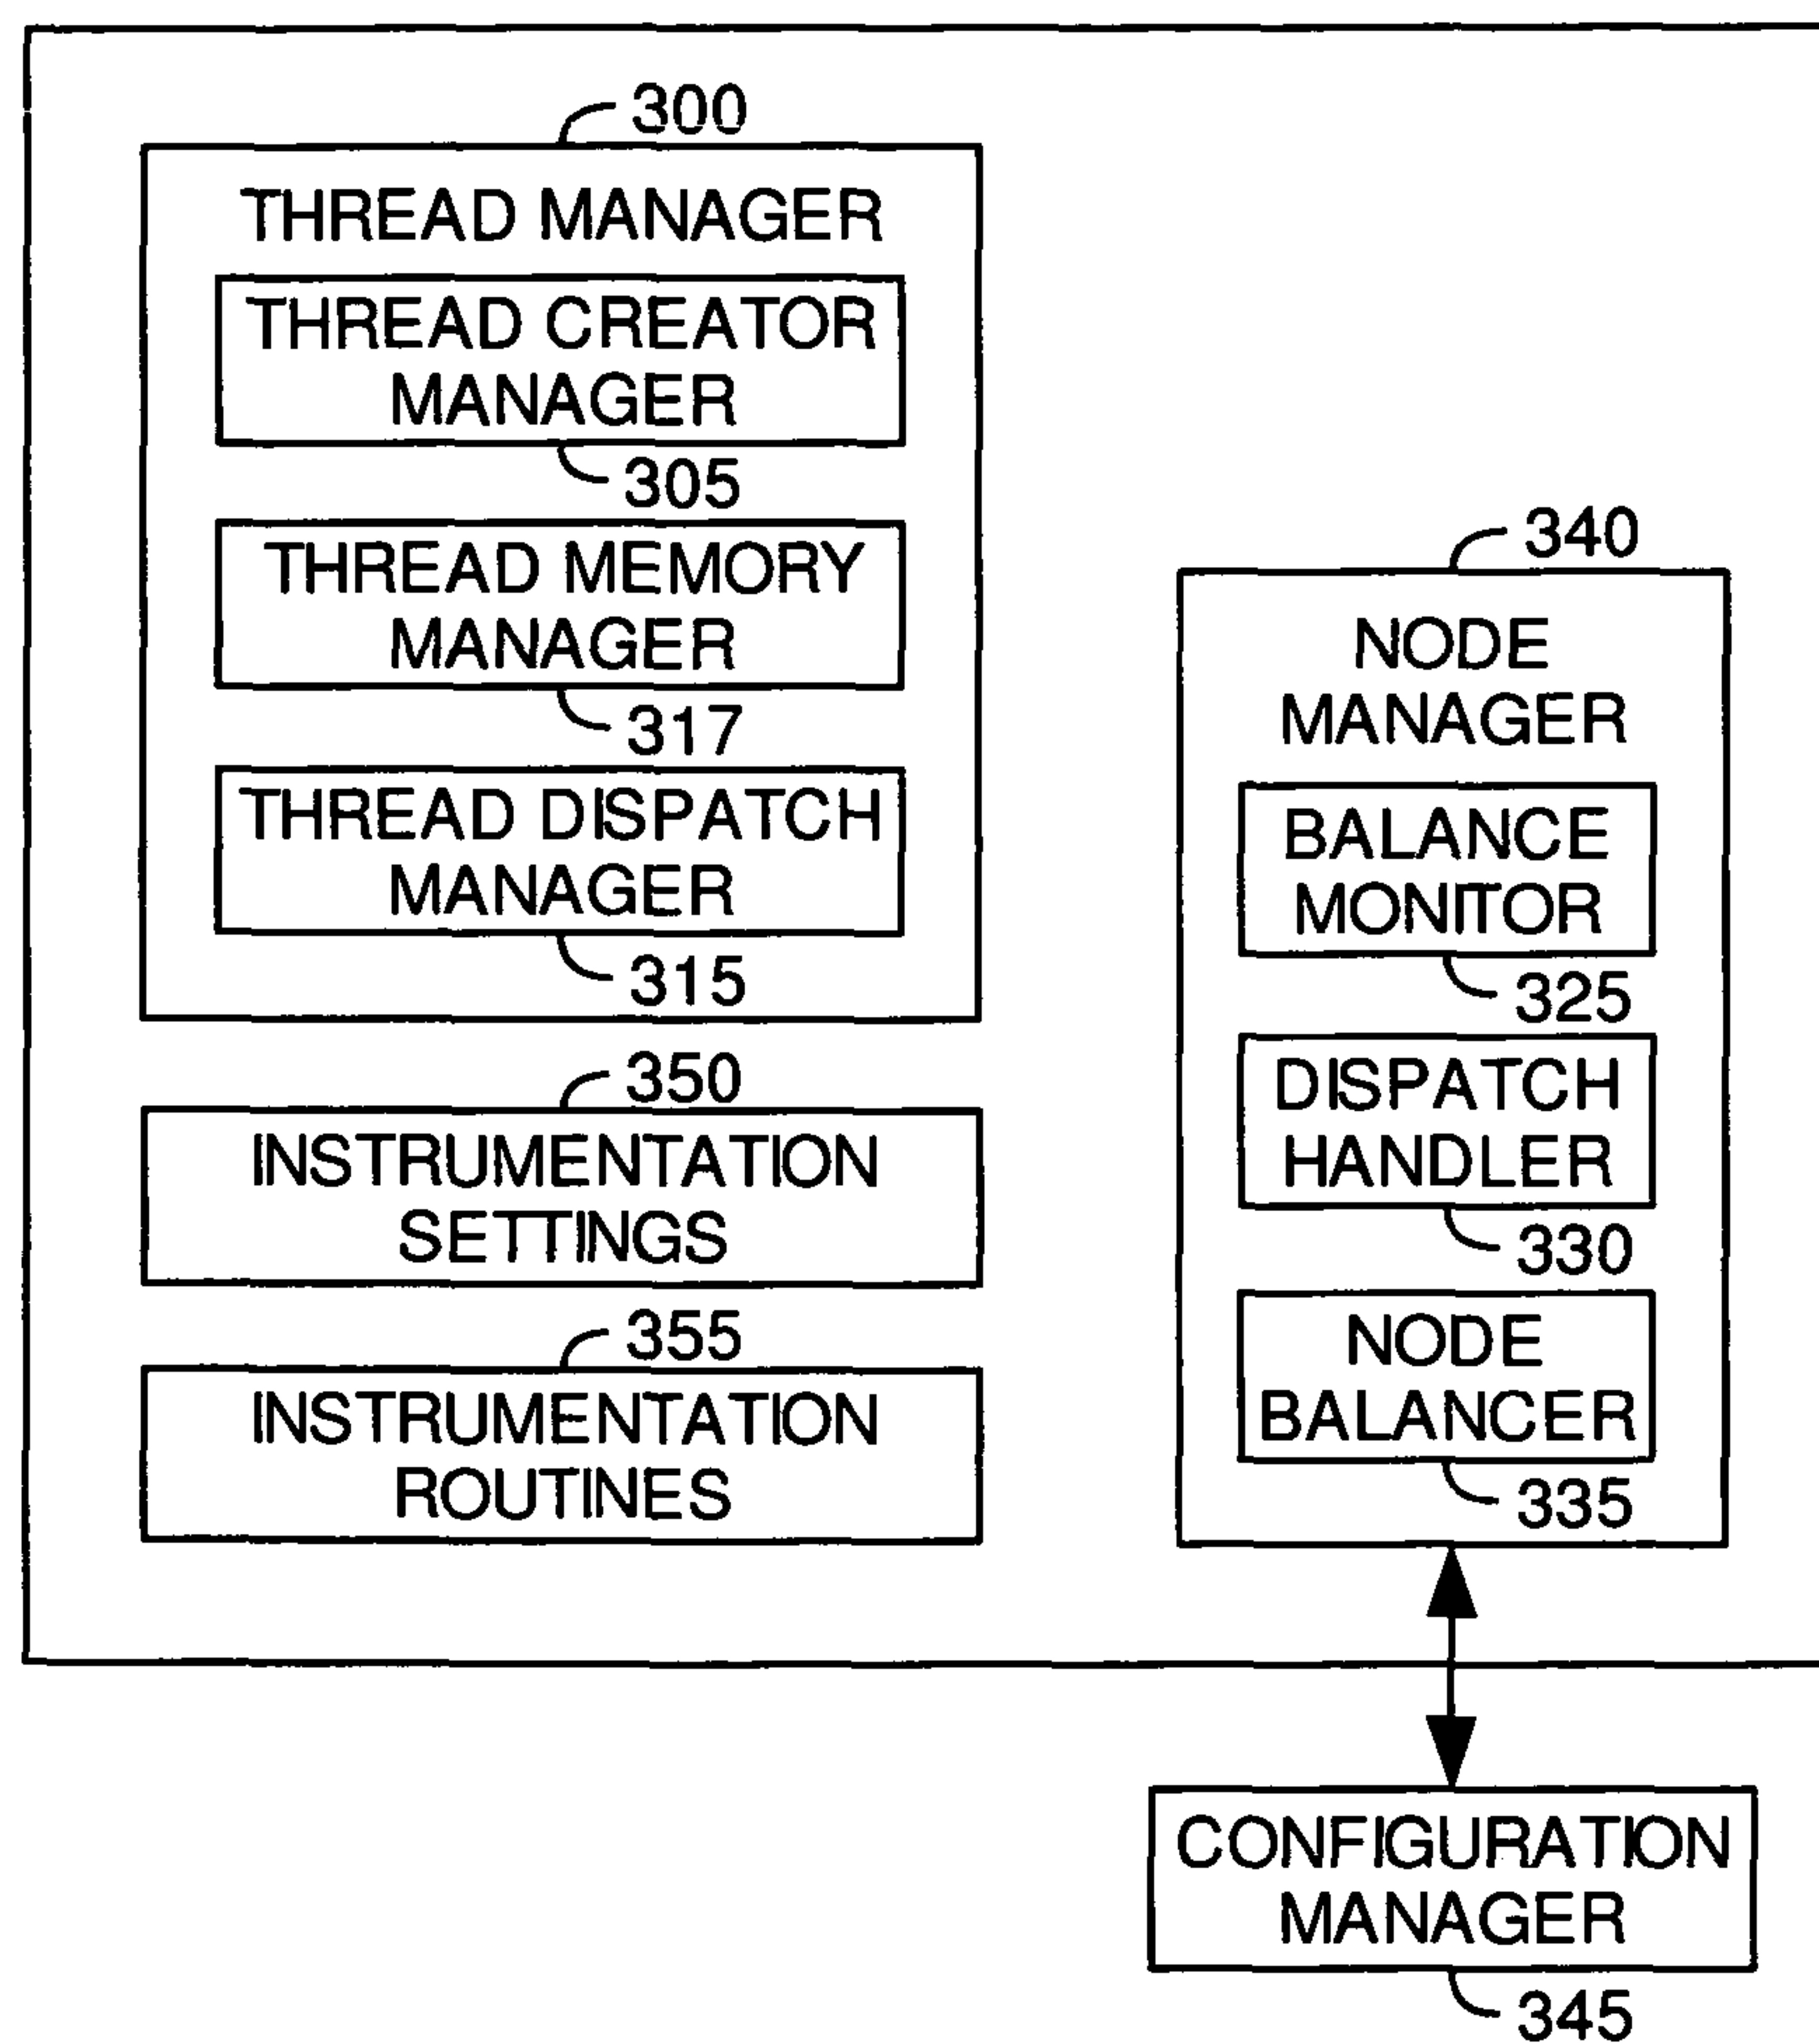 300
THREAD MANAGER
THREAD CREATOR
MANAGER
305
THREAD MEMORY
MANAGER
317
THREAD DISPATCH
MANAGER
315
350
INSTRUMENTATION
SETTINGS
355
INSTRUMENTATION
ROUTINES
340
NODE
MANAGER
BALANCE
MONITOR
325
DISPATCH
HANDLER
330
NODE
BALANCER
335
CONFIGURATION
MANAGER
345